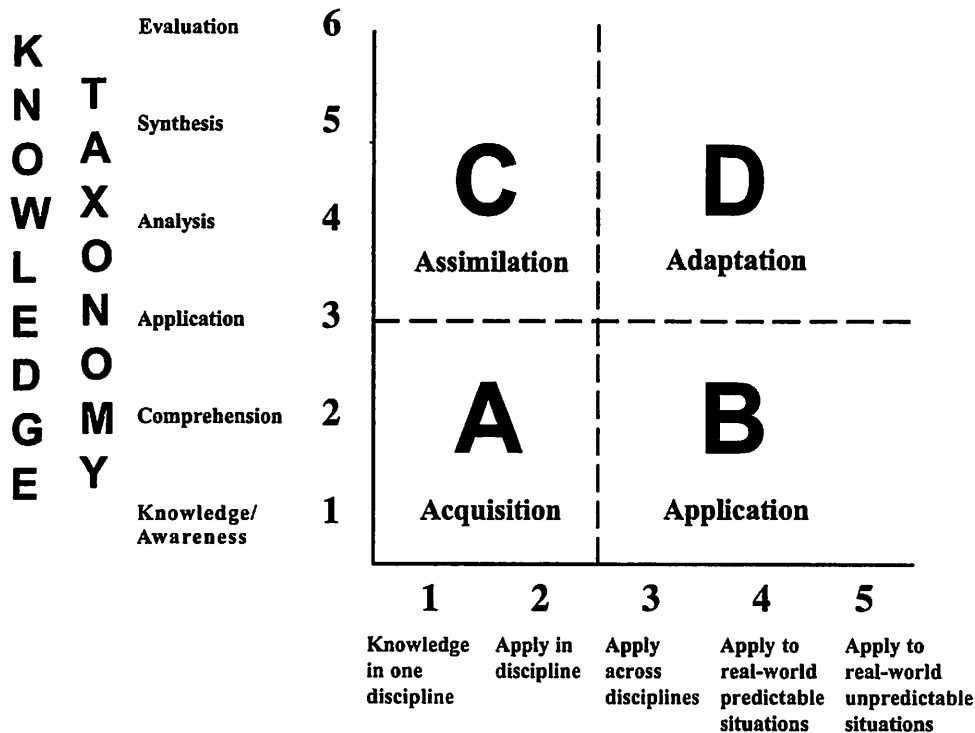 KNOWLEDGE
TAXONOMY
Evaluation 6
Synthesis 5
Analysis 4
Application 3
Comprehension 2
Knowledge/
Awareness 1
C
Assimilation
D
Adaptation
A
Acquisition
B
Application
1 2 3 4 5
Knowledge
in one
discipline
Apply in
discipline
Apply
across
disciplines
Apply to
real-world
predictable
situations
Apply to
real-world
unpredictable
situations